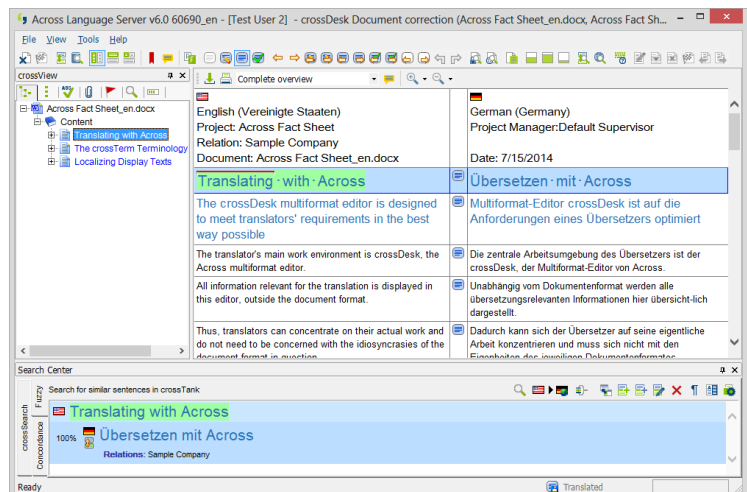 Across Language Server v6.0 60690_en - [Test User 2] - crossDesk Document correction (Across Fact Sheet_en.docx, Across Fact Sh...
File View Tools Help
crossView
Complete overview
Across Fact Sheet_en.docx
Content
Translating with Across
The crossTerm Terminology
Localizing Display Texts
English (Vereinigte Staaten)
Project: Across Fact Sheet
Relation: Sample Company
Document: Across Fact Sheet_en.docx
German (Germany)
Project Manager:Default Supervisor
Date: 7/15/2014
Translating·with·Across
Übersetzen·mit·Across
The crossDesk multiformat editor is designed
to meet translators' requirements in the best
way possible
Multiformat-Editor crossDesk ist auf die
Anforderungen eines Übersetzers optimiert
The translator's main work environment is crossDesk, the
Across multiformat editor.
Die zentrale Arbeitsumgebung des Übersetzers ist der
crossDesk, der Multiformat-Editor von Across.
All information relevant for the translation is displayed in
this editor, outside the document format.
Unabhängig vom Dokumentenformat werden alle
übersetzungsrelevanten Informationen hier übersicht-lich
dargestellt.
Thus, translators can concentrate on their actual work and
do not need to be concerned with the idiosyncrasies of the
document format in question.
Dadurch kann sich der Übersetzer auf seine eigentliche
Arbeit konzentrieren und muss sich nicht mit den
Eigenheiten des jeweiligen Dokumentenformates
Search Center
crossSearch
Fuzzy
Concordance
Search for similar sentences in crossTank
Translating with Across
100%
Übersetzen mit Across
Relations: Sample Company
Ready
Translated